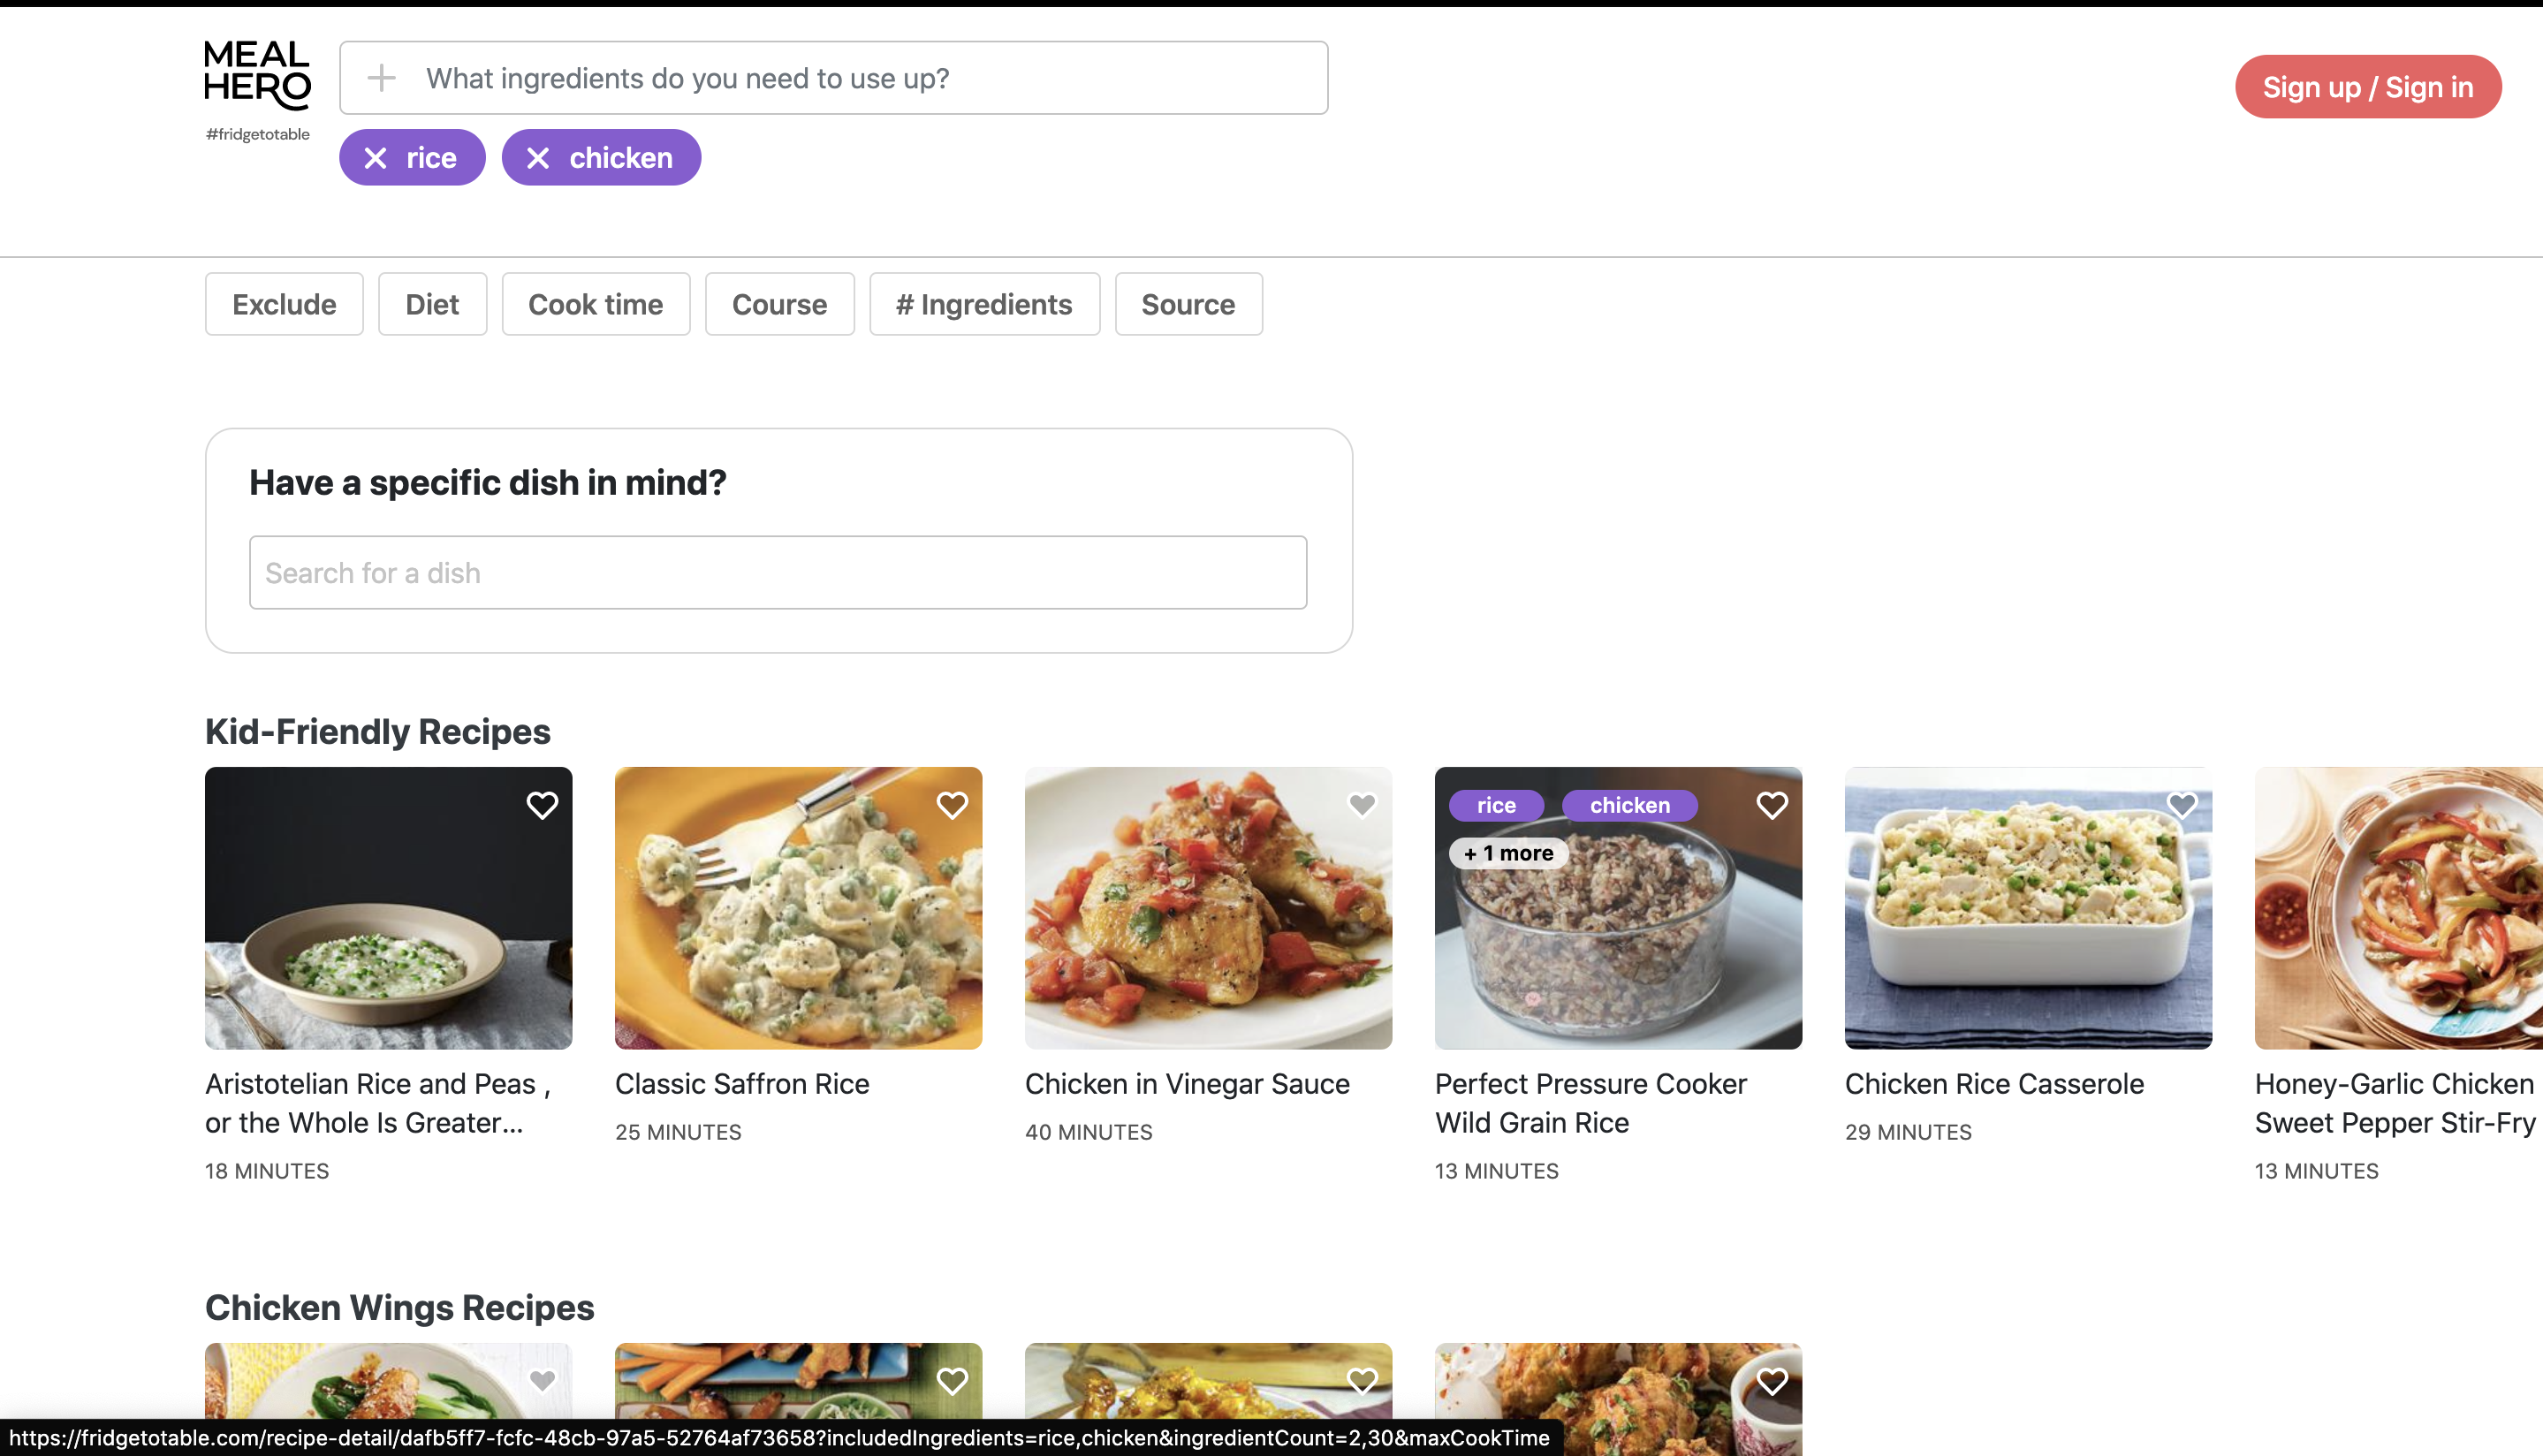 MEAL
HERO
#fridgetotable
What ingredients do you need to use up?
Sign up / Sign in
rice
chicken
Exclude
Diet
Cook time
Course
# Ingredients
Source
Have a specific dish in mind?
Search for a dish
Kid-Friendly Recipes
rice
chicken
+ 1 more
Aristotelian Rice and Peas ,
or the Whole Is Greater...
18 MINUTES
Classic Saffron Rice
25 MINUTES
Chicken in Vinegar Sauce
40 MINUTES
Perfect Pressure Cooker
Wild Grain Rice
13 MINUTES
Chicken Rice Casserole
29 MINUTES
Honey-Garlic Chicken
Sweet Pepper Stir-Fry
13 MINUTES
Chicken Wings Recipes
https://fridgetotable.com/recipe-detail/dafb5ff7-fcfc-48cb-97a5-52764af73658?includedIngredients=rice,chicken&ingredientCount=2,30&maxCookTime